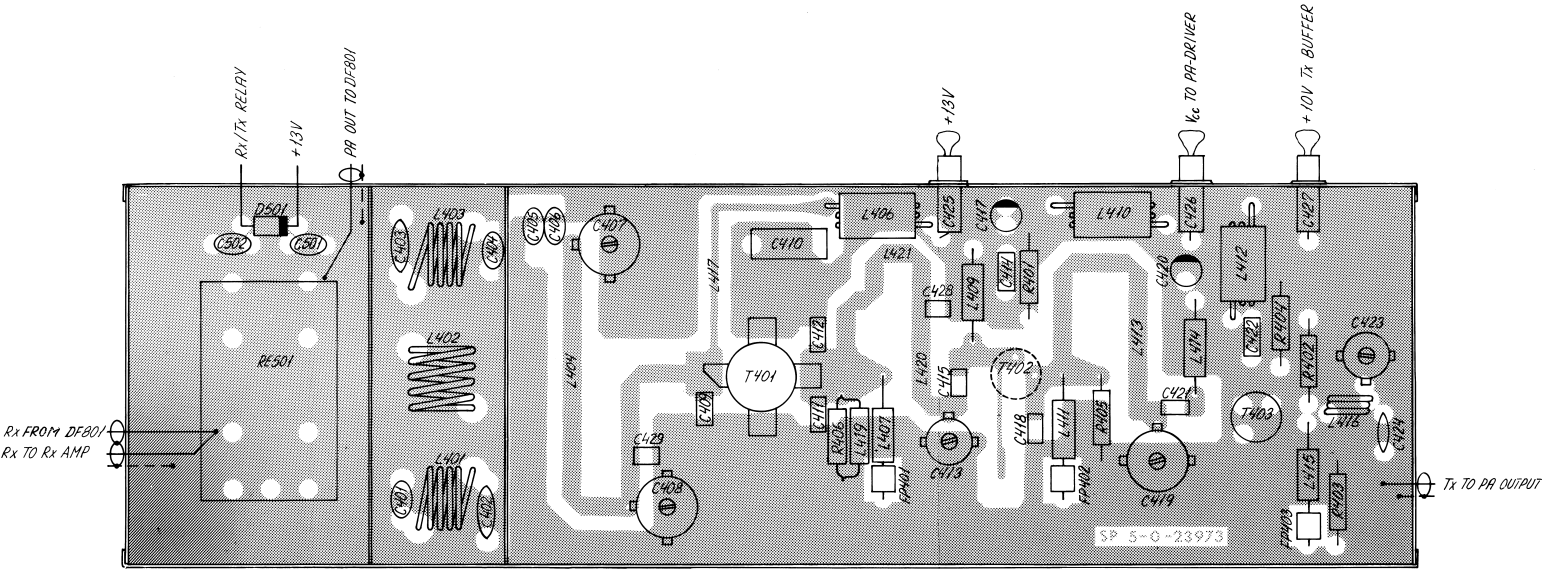 Rx/Tx RELAY
+13V
PA OUT TO DF801
+13V
Vcc TO PA-DRIVER
+10V Tx BUFFER
D501
C502
C501
RE501
Rx FROM DF801
Rx TO Rx AMP
L403
C403
C404
L402
L401
C401
C402
C405
C406
C407
L404
L417
C410
L406
C425
C417
L410
C426
C427
L421
C428
L409
C414
R401
C420
L412
L413
L414
C422
R404
R402
C423
T401
C412
C409
C411
L420
C415
T402
C421
T403
L416
C424
R406
L419
L407
C413
C418
L411
R405
C419
C429
C408
FP401
FP402
L415
R403
FP403
Tx TO PA OUTPUT
SP 5-0-23973